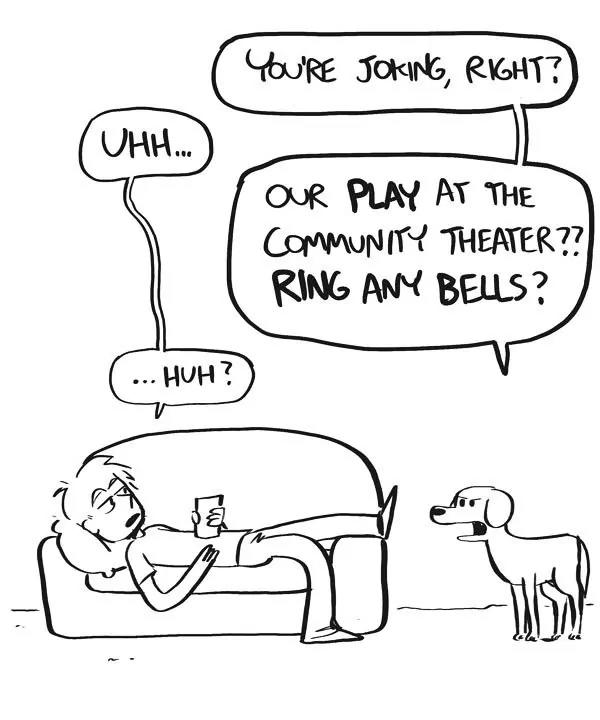 YOU'RE JOKING, RIGHT?
UHH...
OUR PLAY AT THE
COMMUNITY THEATER??
RING ANY BELLS?
...HUH?